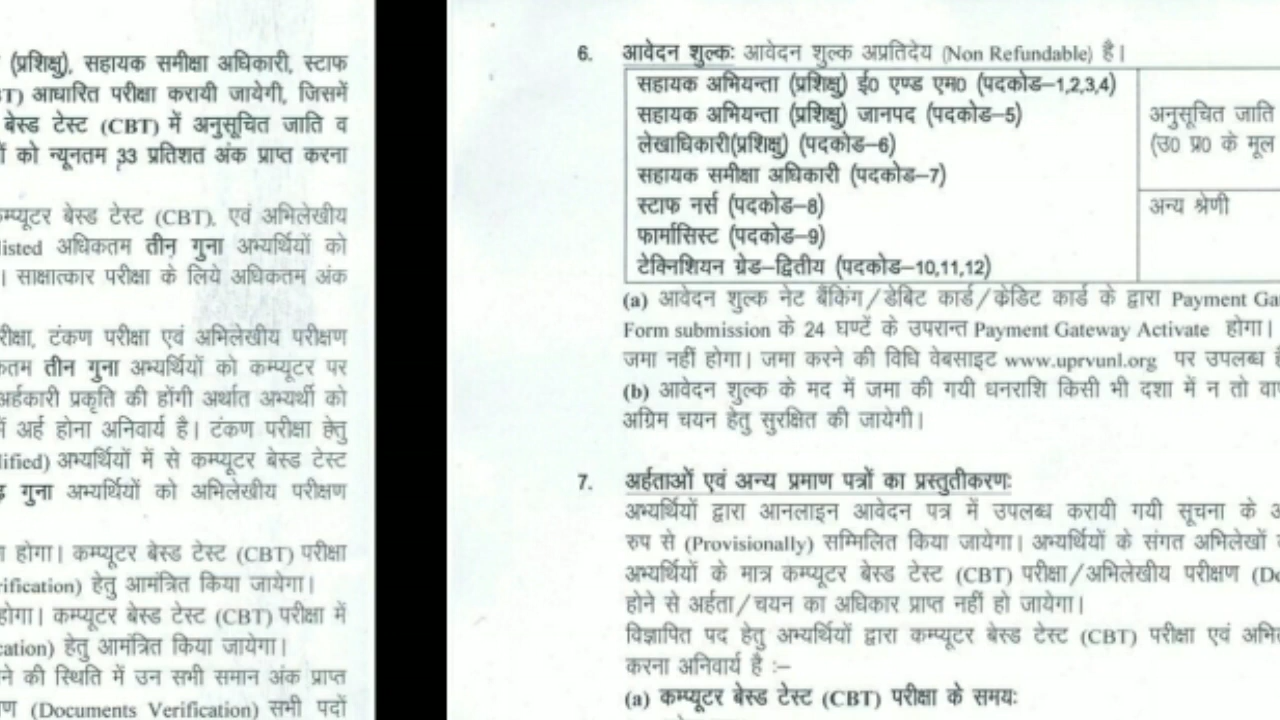 (प्रशिक्षु), सहायक समीक्षा अधिकारी, स्टाफ
आधारित परीक्षा करायी जायेगी, जिसमें
बेस्ड टेस्ट (CBT) में अनुसूचित जाति व
को न्यूनतम 33 प्रतिशत अंक प्राप्त करना
बेस्ड टेस्ट (CBT), एवं अभिलेखीय
listed अधिकतम तीन गुना अभ्यर्थियों को
। साक्षात्कार परीक्षा के लिये अधिकतम अंक
टंकण परीक्षा एवं अभिलेखीय परीक्षण
तीन गुना अभ्यर्थियों को कम्प्यूटर पर
प्रकृति की होंगी अर्थात अभ्यर्थी को
में अर्ह होना अनिवार्य है। टंकण परीक्षा हेतु
अभ्यर्थियों में से कम्प्यूटर बेस्ड टेस्ट
गुना अभ्यर्थियों को अभिलेखीय परीक्षण
होगा। कम्प्यूटर बेस्ड टेस्ट (CBT) परीक्षा
rification) हेतु आमंत्रित किया जायेगा।
होगा। कम्प्यूटर बेस्ड टेस्ट (CBT) परीक्षा में
cation) हेतु आमंत्रित किया जायेगा।
ने की स्थिति में उन सभी समान अंक प्राप्त
(Documents Verification) सभी पदों
6. आवेदन शुल्कः आवेदन शुल्क अप्रतिदेय (Non Refundable) है।
सहायक अभियन्ता (प्रशिक्षु) ई0 एण्ड एम0 (पदकोड–1,2,3,4)
सहायक अभियन्ता (प्रशिक्षु) जानपद (पदकोड–5)
लेखाधिकारी(प्रशिक्षु) (पदकोड–6)
सहायक समीक्षा अधिकारी (पदकोड–7)
स्टाफ नर्स (पदकोड–8)
फार्मासिस्ट (पदकोड–9)
टेक्निशियन ग्रेड–द्वितीय (पदकोड–10,11,12)
अनुसूचित जाति
(उ0 प्र0 के मूल
अन्य श्रेणी
(a) आवेदन शुल्क नेट बैंकिंग/डेबिट कार्ड/क्रेडिट कार्ड के द्वारा Payment Ga
Form submission के 24 घण्टें के उपरान्त Payment Gateway Activate होगा।
जमा नहीं होगा। जमा करने की विधि वेबसाइट www.uprvunl.org पर उपलब्ध
(b) आवेदन शुल्क के मद में जमा की गयी धनराशि किसी भी दशा में न तो
अग्रिम चयन हेतु सुरक्षित की जायेगी।
7. अर्हताओं एवं अन्य प्रमाण पत्रों का प्रस्तुतीकरणः
अभ्यर्थियों द्वारा आनलाइन आवेदन पत्र में उपलब्ध करायी गयी सूचना के
रुप से (Provisionally) सम्मिलित किया जायेगा। अभ्यर्थियों के संगत अभिलेखों
अभ्यर्थियों के मात्र कम्प्यूटर बेस्ड टेस्ट (CBT) परीक्षा/अभिलेखीय परीक्षण (Do
होने से अर्हता/चयन का अधिकार प्राप्त नहीं हो जायेगा।
विज्ञापित पद हेतु अभ्यर्थियों द्वारा कम्प्यूटर बेस्ड टेस्ट (CBT) परीक्षा एवं
करना अनिवार्य है :–
(a) कम्प्यूटर बेस्ड टेस्ट (CBT) परीक्षा के समयः